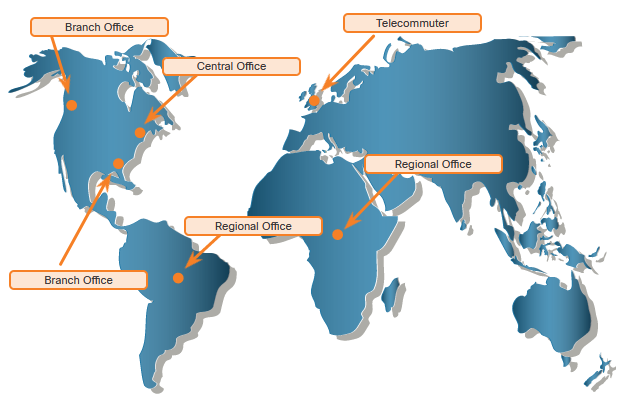 Branch Office
Telecommuter
Central Office
Regional Office
Regional Office
Branch Office